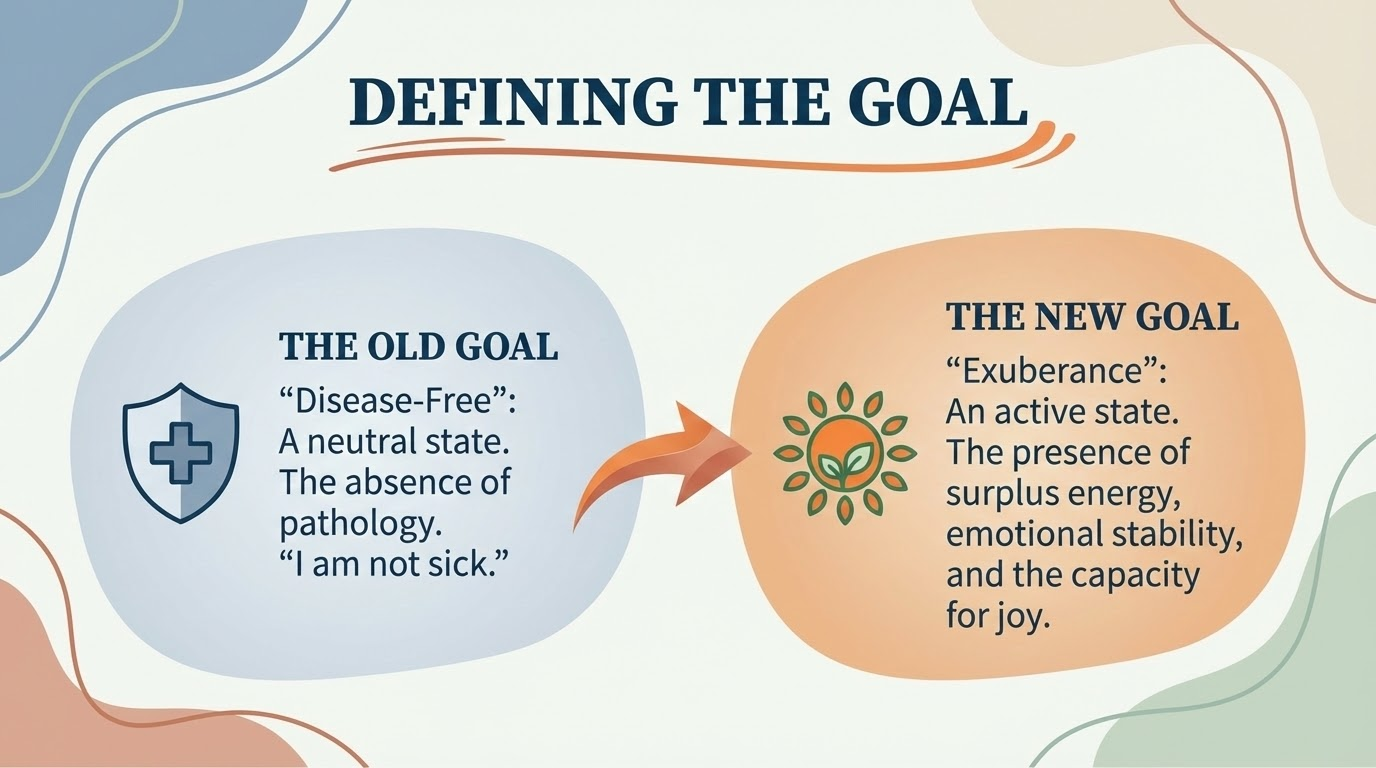 DEFINING THE GOAL
THE OLD GOAL
“Disease-Free”:
A neutral state.
The absence of
pathology.
“I am not sick.”
THE NEW GOAL
“Exuberance”:
An active state.
The presence of
surplus energy,
emotional stability,
and the capacity
for joy.